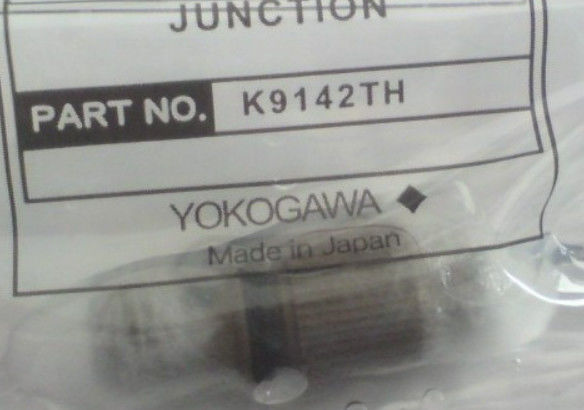 JUNCTION
PART NO. K9142TH
YOKOGAWA
Made in Japan